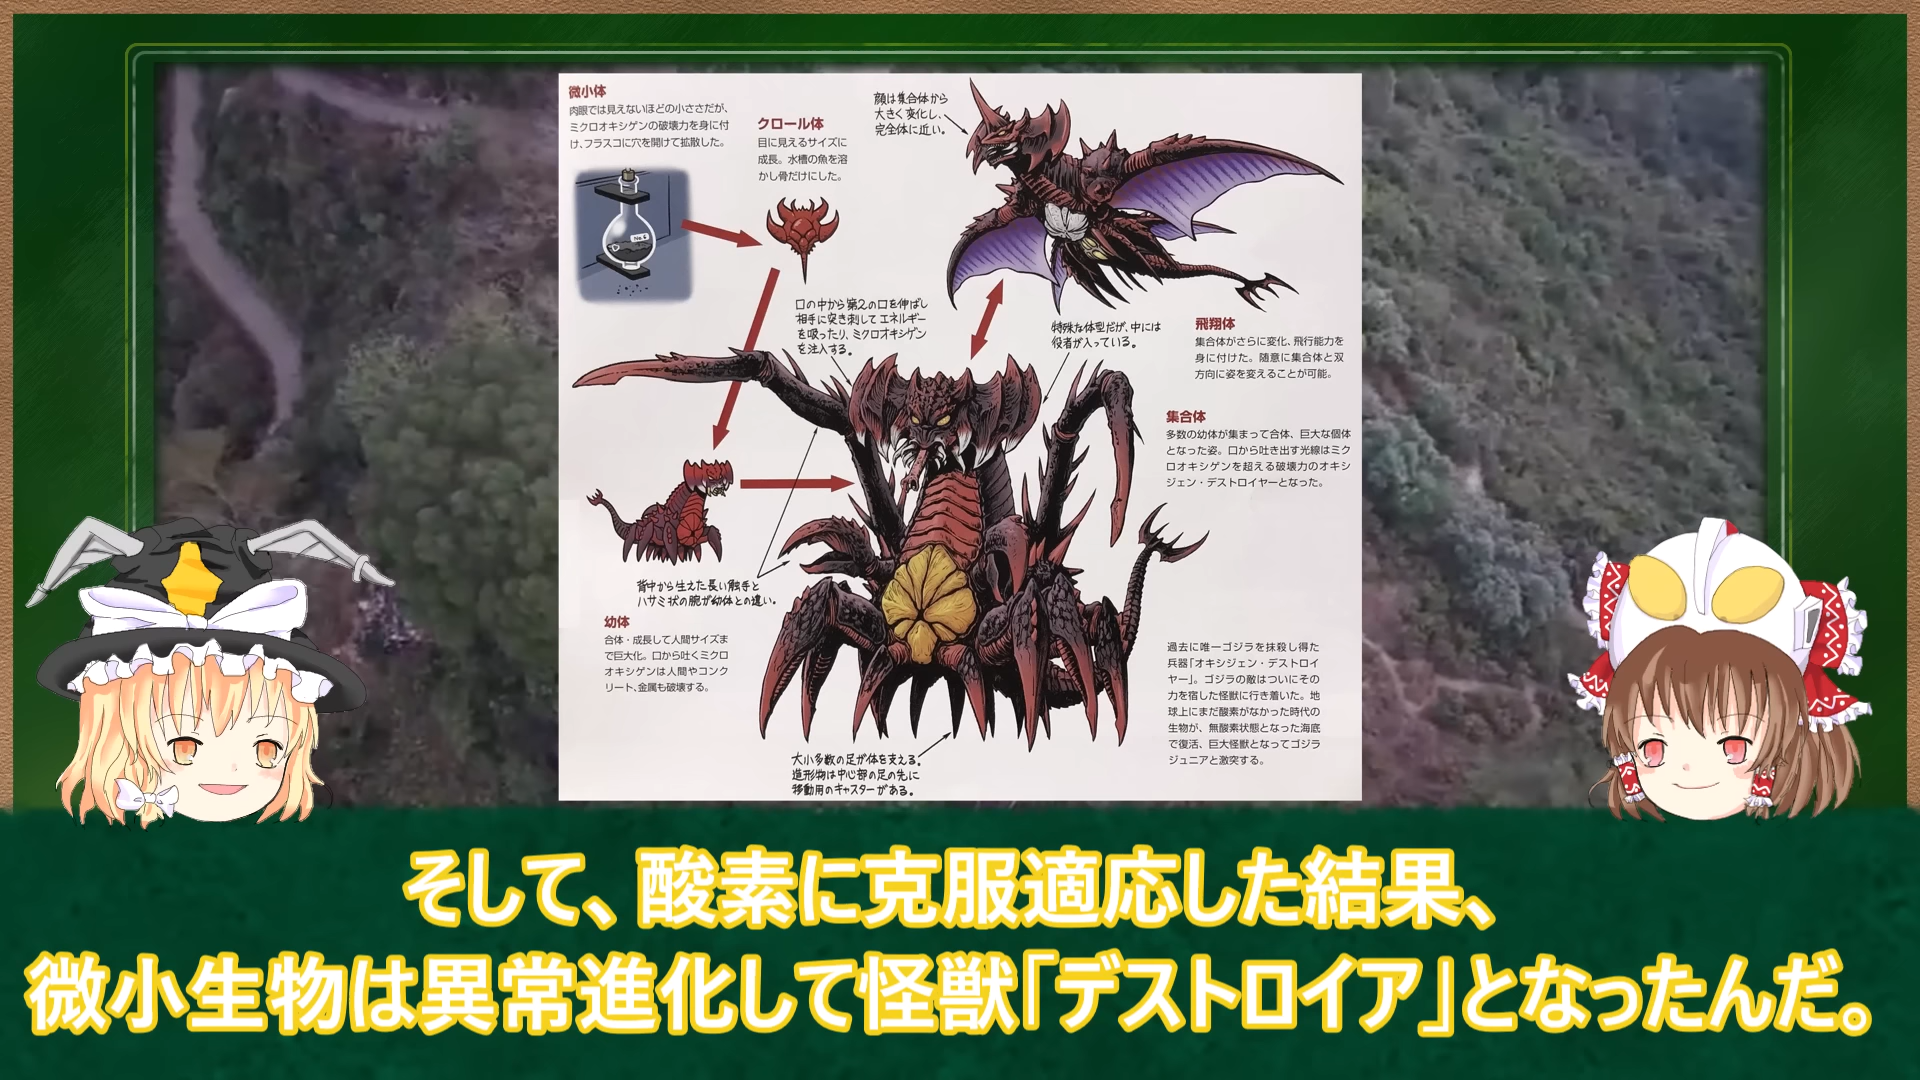 微小体
肉眼では見えないほどの小ささだが、
ミクロオキシゲンの破壊力を身に付
け、フラスコに穴を開けて拡散した。
クロール体
目に見えるサイズに
成長。水槽の魚を溶
かし骨だけにした。
顔は集合体から
大きく変化し、
完全体に近い。
No.6
口の中から第2の口を伸ばし
相手に突き刺してエネルギー
を吸ったり、ミクロオキシゲン
を注入する。
特殊な体型だが、中には
役者が入っている。
飛翔体
集合体がさらに変化、飛行能力を
身に付けた。随意に集合体と双
方向に姿を変えることが可能。
集合体
多数の幼体が集まって合体、巨大な個体
となった姿。口から吐き出す光線はミク
ロオキシゲンを超える破壊力のオキシ
ジェン・デストロイヤーとなった。
背中から生えた長い触手と
ハサミ状の腕が幼体との違い。
幼体
合体・成長して人間サイズま
で巨大化。口から吐くミクロ
オキシゲンは人間やコンク
リート、金属も破壊する。
過去に唯一ゴジラを抹殺し得た
兵器「オキシジェン・デストロイ
ヤー」。ゴジラの敵はついにその
力を宿した怪獣に行き着いた。地
球上にまだ酸素がなかった時代の
生物が、無酸素状態となった海底
で復活、巨大怪獣となってゴジラ
ジュニアと激突する。
大小多数の足が体を支える。
造形物は中心部の足の先に
移動用のキャスターがある。
そして、酸素に克服適応した結果、
微小生物は異常進化して怪獣「デストロイア」となったんだ。